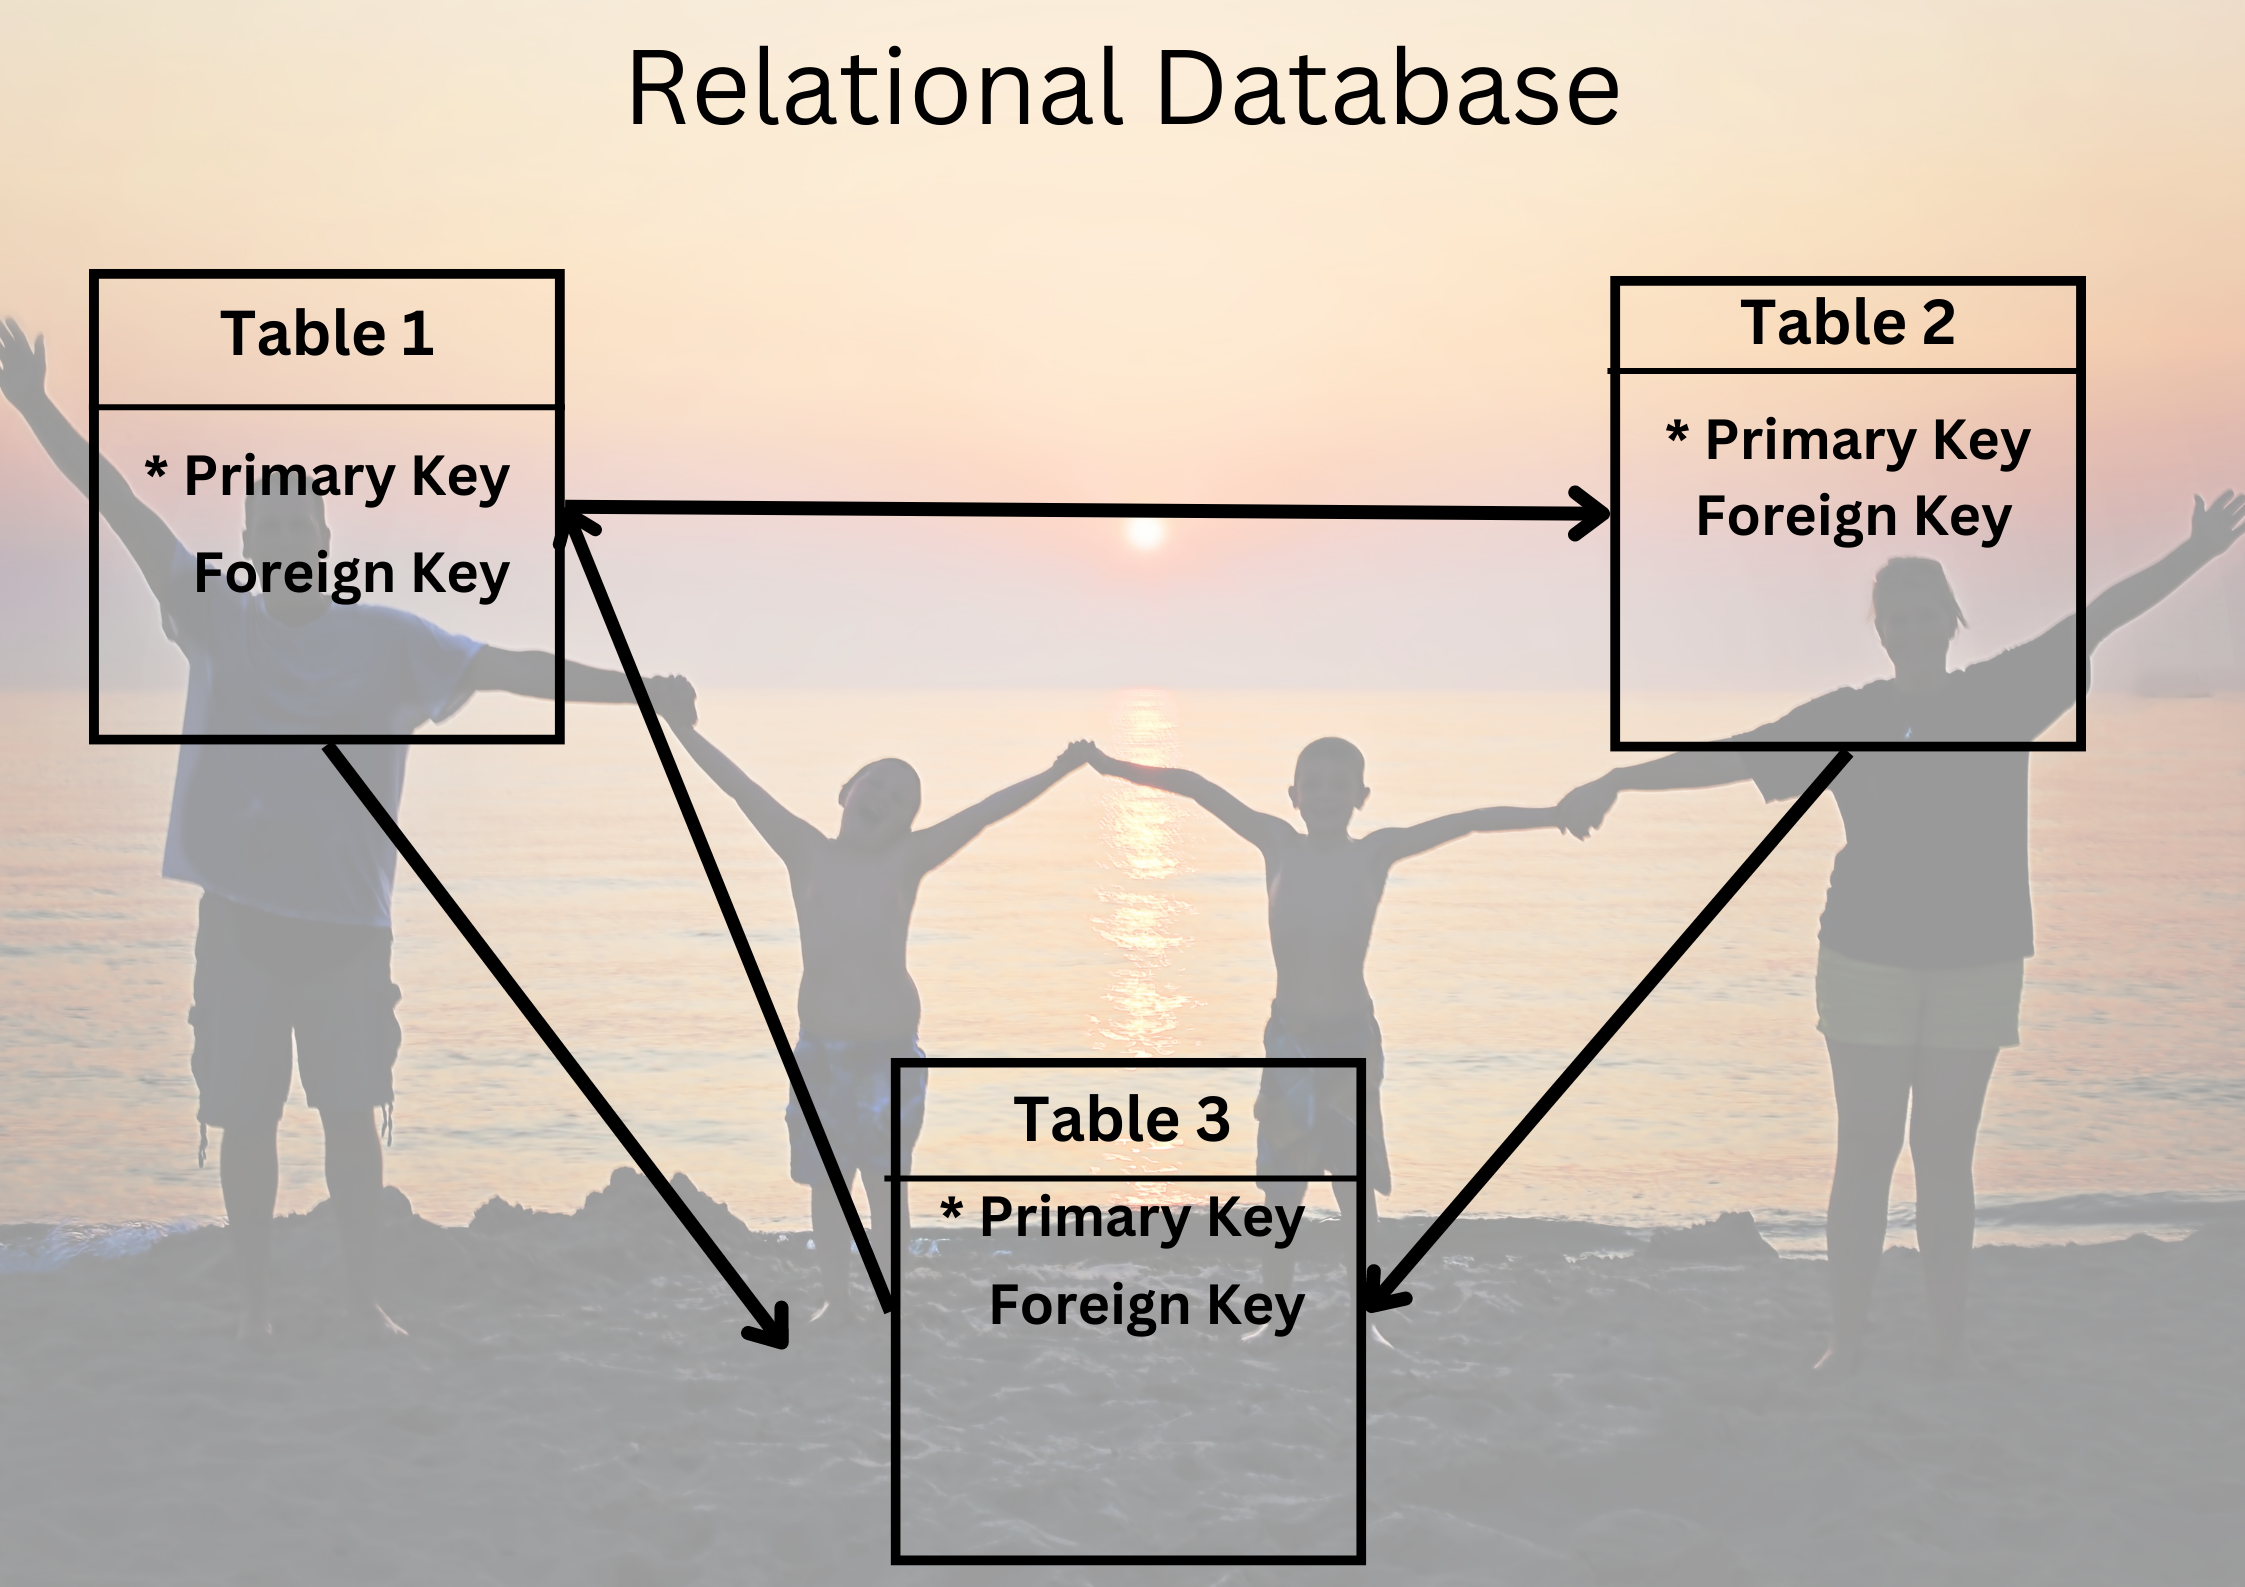 Relational Database
Table 1
* Primary Key
Foreign Key
Table 2
* Primary Key
Foreign Key
Table 3
* Primary Key
Foreign Key